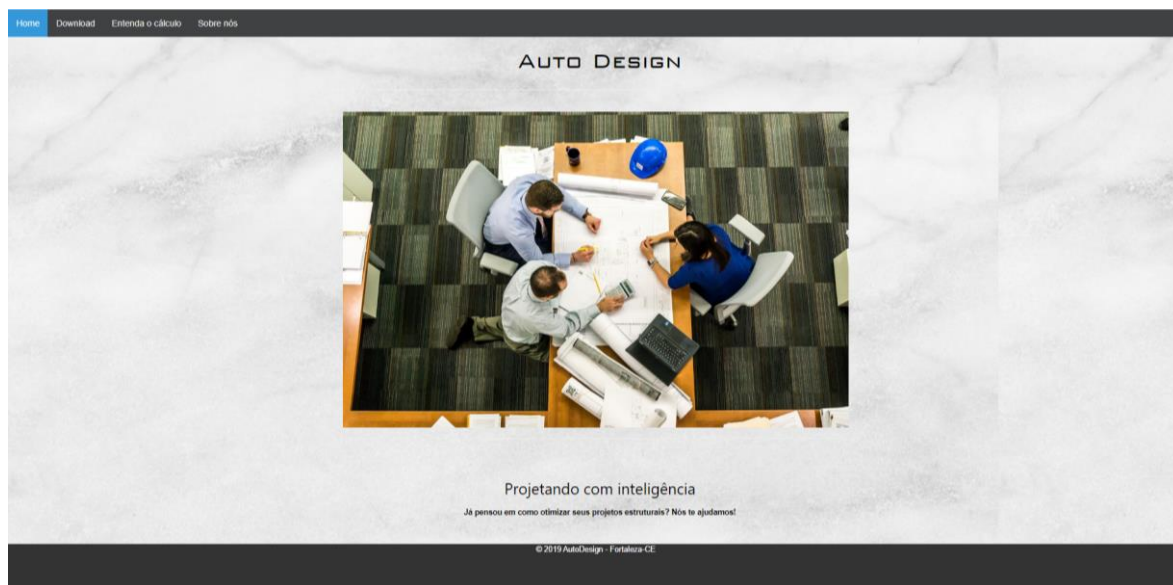 Home Download Entenda o cálculo Sobre nós
AUTO DESIGN
Projetando com inteligência
Já pensou em como otimizar seus projetos estruturais? Nós te ajudamos!
© 2019 AutoDesign - Fortaleza-CE